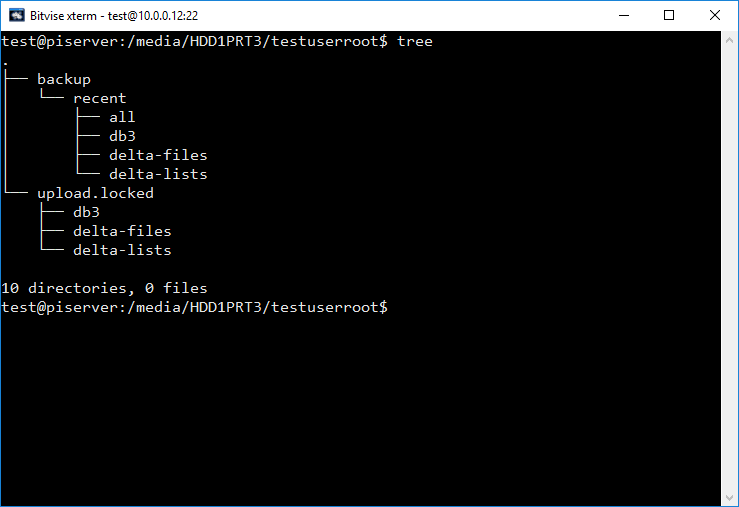 Bitvise xterm - test@10.0.0.12:22
test@piserver:/media/HDD1PRT3/testuserroot$ tree
.
├── backup
│   └── recent
│       ├── all
│       ├── db3
│       ├── delta-files
│       └── delta-lists
└── upload.locked
    ├── db3
    ├── delta-files
    └── delta-lists
10 directories, 0 files
test@piserver:/media/HDD1PRT3/testuserroot$